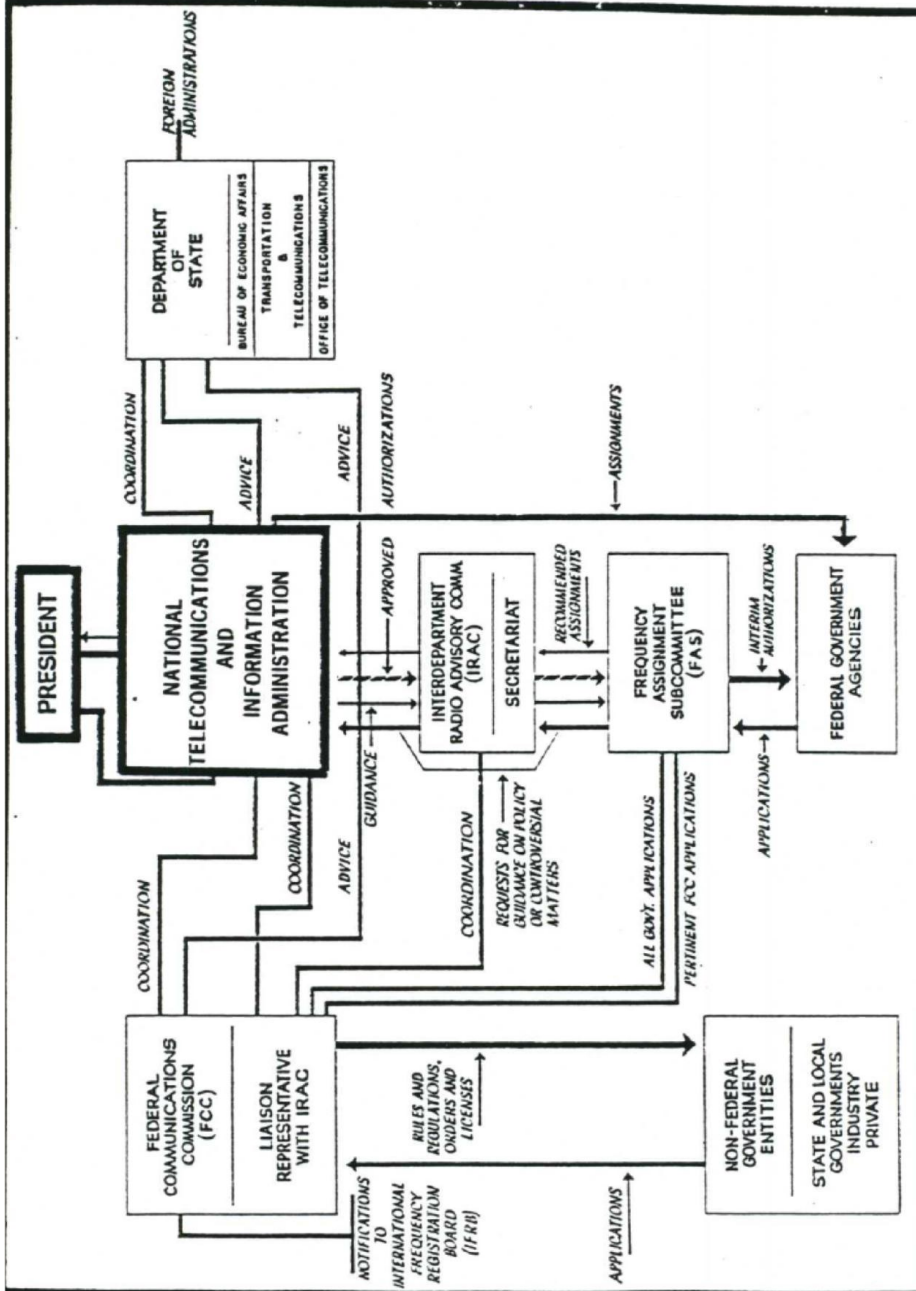 PRESIDENT
NATIONAL
TELECOMMUNICATIONS
AND
INFORMATION
ADMINISTRATION
FEDERAL
COMMUNICATIONS
COMMISSION
(FCC)
LIAISON
REPRESENTATIVE
WITH IRAC
DEPARTMENT
OF
STATE
BUREAU OF ECONOMIC AFFAIRS
TRANSPORTATION
&
TELECOMMUNICATIONS
OFFICE OF TELECOMMUNICATIONS
FOREIGN
ADMINISTRATIONS
COORDINATION
COORDINATION
ADVICE
COORDINATION
ADVICE
ADVICE
AUTHORIZATIONS
GUIDANCE
APPROVED
NOTIFICATIONS
TO
INTERNATIONAL
FREQUENCY
REGISTRATION
BOARD
(IFRB)
INTERDEPARTMENT
RADIO ADVISORY COMM
(IRAC)
SECRETARIAT
COORDINATION
REQUESTS FOR
GUIDANCE ON POLICY
OR CONTROVERSIAL
MATTERS
RECOMMENDED
ASSIGNMENTS
ASSIGNMENTS
RULES AND
REGULATIONS,
ORDERS AND
LICENSES
ALL GOV'T. APPLICATIONS
PERTINENT FCC APPLICATIONS
FREQUENCY
ASSIGNMENT
SUBCOMMITTEE
(FAS)
APPLICATIONS
APPLICATIONS
INTERIM
AUTHORIZATIONS
NON-FEDERAL
GOVERNMENT
ENTITIES
STATE AND LOCAL
GOVERNMENTS
INDUSTRY
PRIVATE
FEDERAL GOVERNMENT
AGENCIES